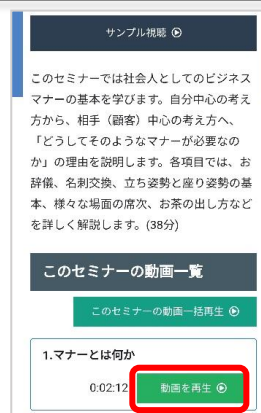 サンプル視聴
このセミナーでは社会人としてのビジネス
マナーの基本を学びます。自分中心の考え
方から、相手（顧客）中心の考え方へ、
「どうしてそのようなマナーが必要なの
か」の理由を説明します。各項目では、お
辞儀、名刺交換、立ち姿勢と座り姿勢の基
本、様々な場面の席次、お茶の出し方など
を詳しく解説します。(38分)
このセミナーの動画一覧
このセミナーの動画一括再生
1.マナーとは何か
0:02:12 動画を再生